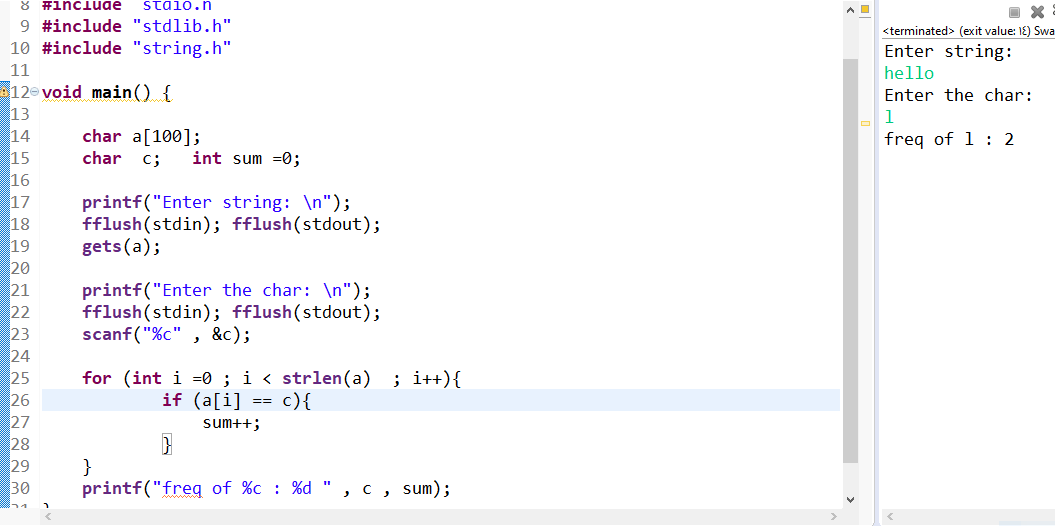 8 #include "stdio.h"
9 #include "stdlib.h"
10 #include "string.h"
11
12 void main() {
13
14 char a[100];
15 char c; int sum =0;
16
17 printf("Enter string: \n");
18 fflush(stdin); fflush(stdout);
19 gets(a);
20
21 printf("Enter the char: \n");
22 fflush(stdin); fflush(stdout);
23 scanf("%c" , &c);
24
25 for (int i =0 ; i < strlen(a) ; i++){
26 if (a[i] == c){
27 sum++;
28 }
29 }
30 printf("freq of %c : %d " , c , sum);
31 }
<terminated> (exit value: ١٤) Swa
Enter string:
hello
Enter the char:
l
freq of l : 2